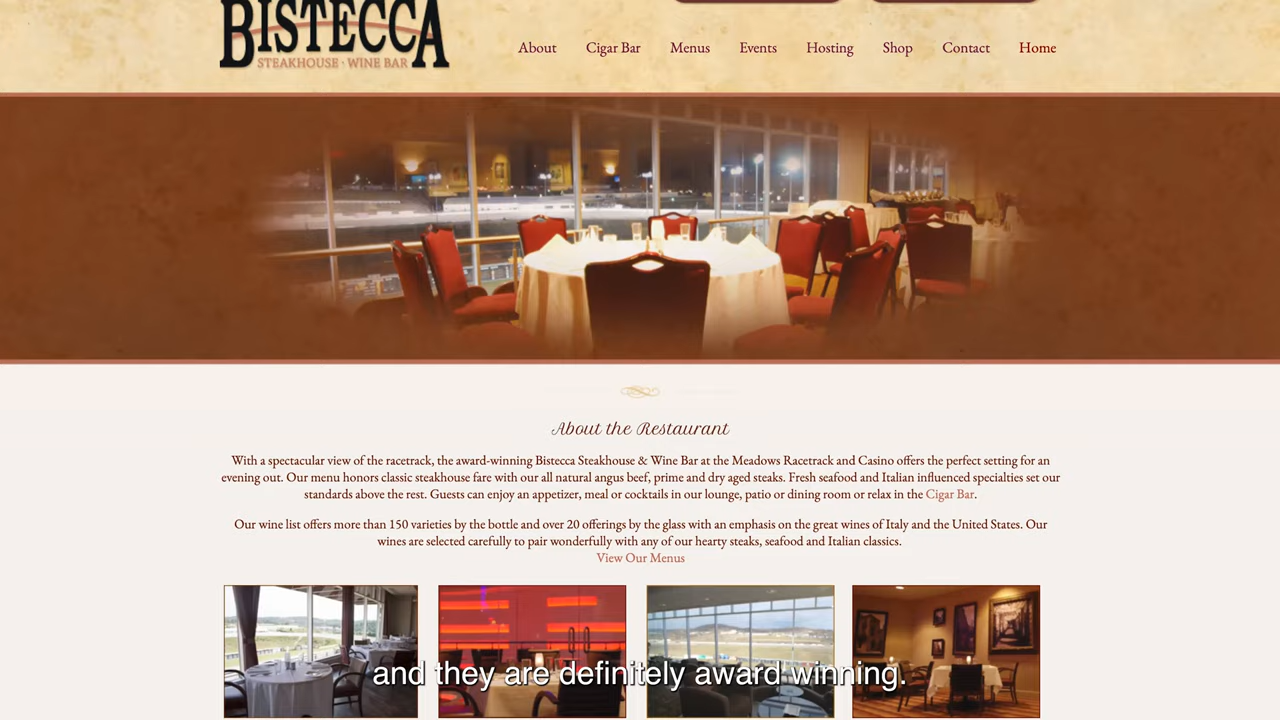 BISTECCA
STEAKHOUSE · WINE BAR
About Cigar Bar Menus Events Hosting Shop Contact Home
About the Restaurant
With a spectacular view of the racetrack, the award-winning Bistecca Steakhouse & Wine Bar at the Meadows Racetrack and Casino offers the perfect setting for an
evening out. Our menu honors classic steakhouse fare with our all natural angus beef, prime and dry aged steaks. Fresh seafood and Italian influenced specialties set our
standards above the rest. Guests can enjoy an appetizer, meal or cocktails in our lounge, patio or dining room or relax in the Cigar Bar.
Our wine list offers more than 150 varieties by the bottle and over 20 offerings by the glass with an emphasis on the great wines of Italy and the United States. Our
wines are selected carefully to pair wonderfully with any of our hearty steaks, seafood and Italian classics.
View Our Menus
and they are definitely award winning.